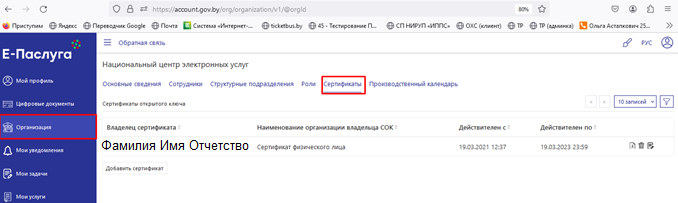 https://account.gov.by/org/organization/v1/@orgId
80%
Приступая
Яндекс
Переводчик Google
Почта
Система «Интернет-...
ticketbus.by
45 - Тестирование П...
СП НИРУП «ИППС»
ОХС (клиент)
ТР
ТР (админка)
Ольга Астапкович 25...
Е-Паслуга
Обратная связь
РУС
Мой профиль
Цифровые документы
Организация
Мои уведомления
Мои задачи
Мои услуги
Национальный центр электронных услуг
Основные сведения Сотрудники Структурные подразделения Роли Сертификаты Производственный календарь
Сертификаты открытого ключа
10 записей
Владелец сертификата Наименование организации владельца СОК Действителен с Действителен по
Фамилия Имя Отчетство Сертификат физического лица 19.03.2021 12:37 19.03.2023 23:59
Добавить сертификат